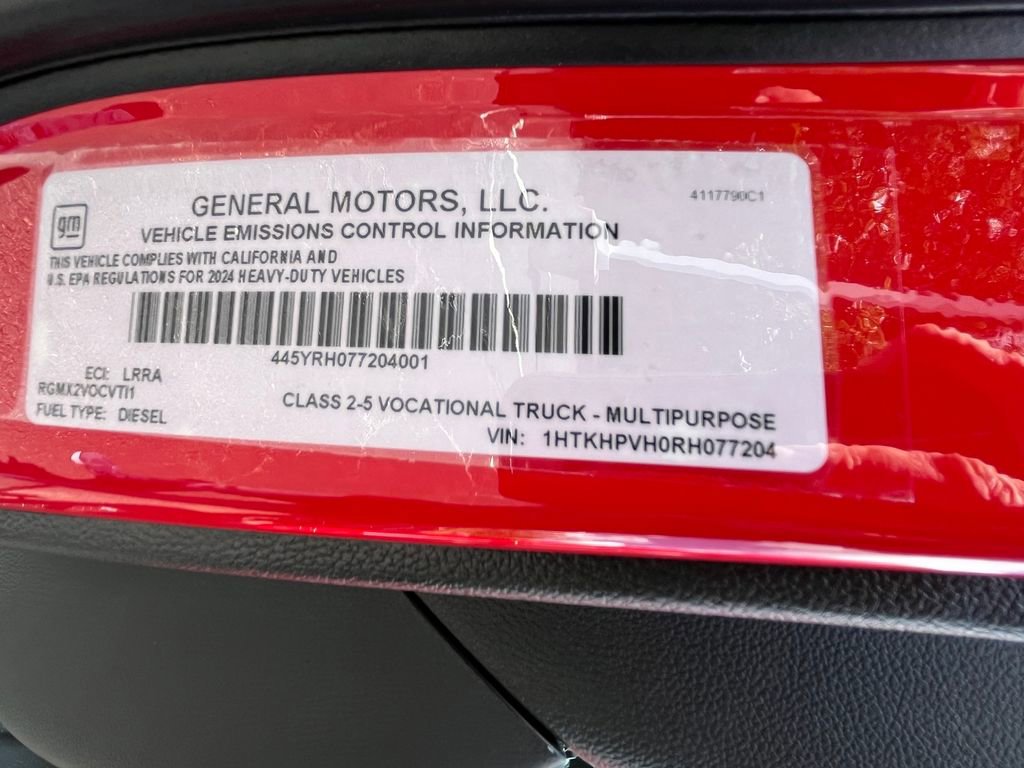 gm
GENERAL MOTORS, LLC.
4117790C1
VEHICLE EMISSIONS CONTROL INFORMATION
THIS VEHICLE COMPLIES WITH CALIFORNIA AND
U.S. EPA REGULATIONS FOR 2024 HEAVY-DUTY VEHICLES
445YRH077204001
ECI: LRRA
RGMX2VOCVTI1
FUEL TYPE: DIESEL
CLASS 2-5 VOCATIONAL TRUCK - MULTIPURPOSE
VIN: 1HTKHPVH0RH077204